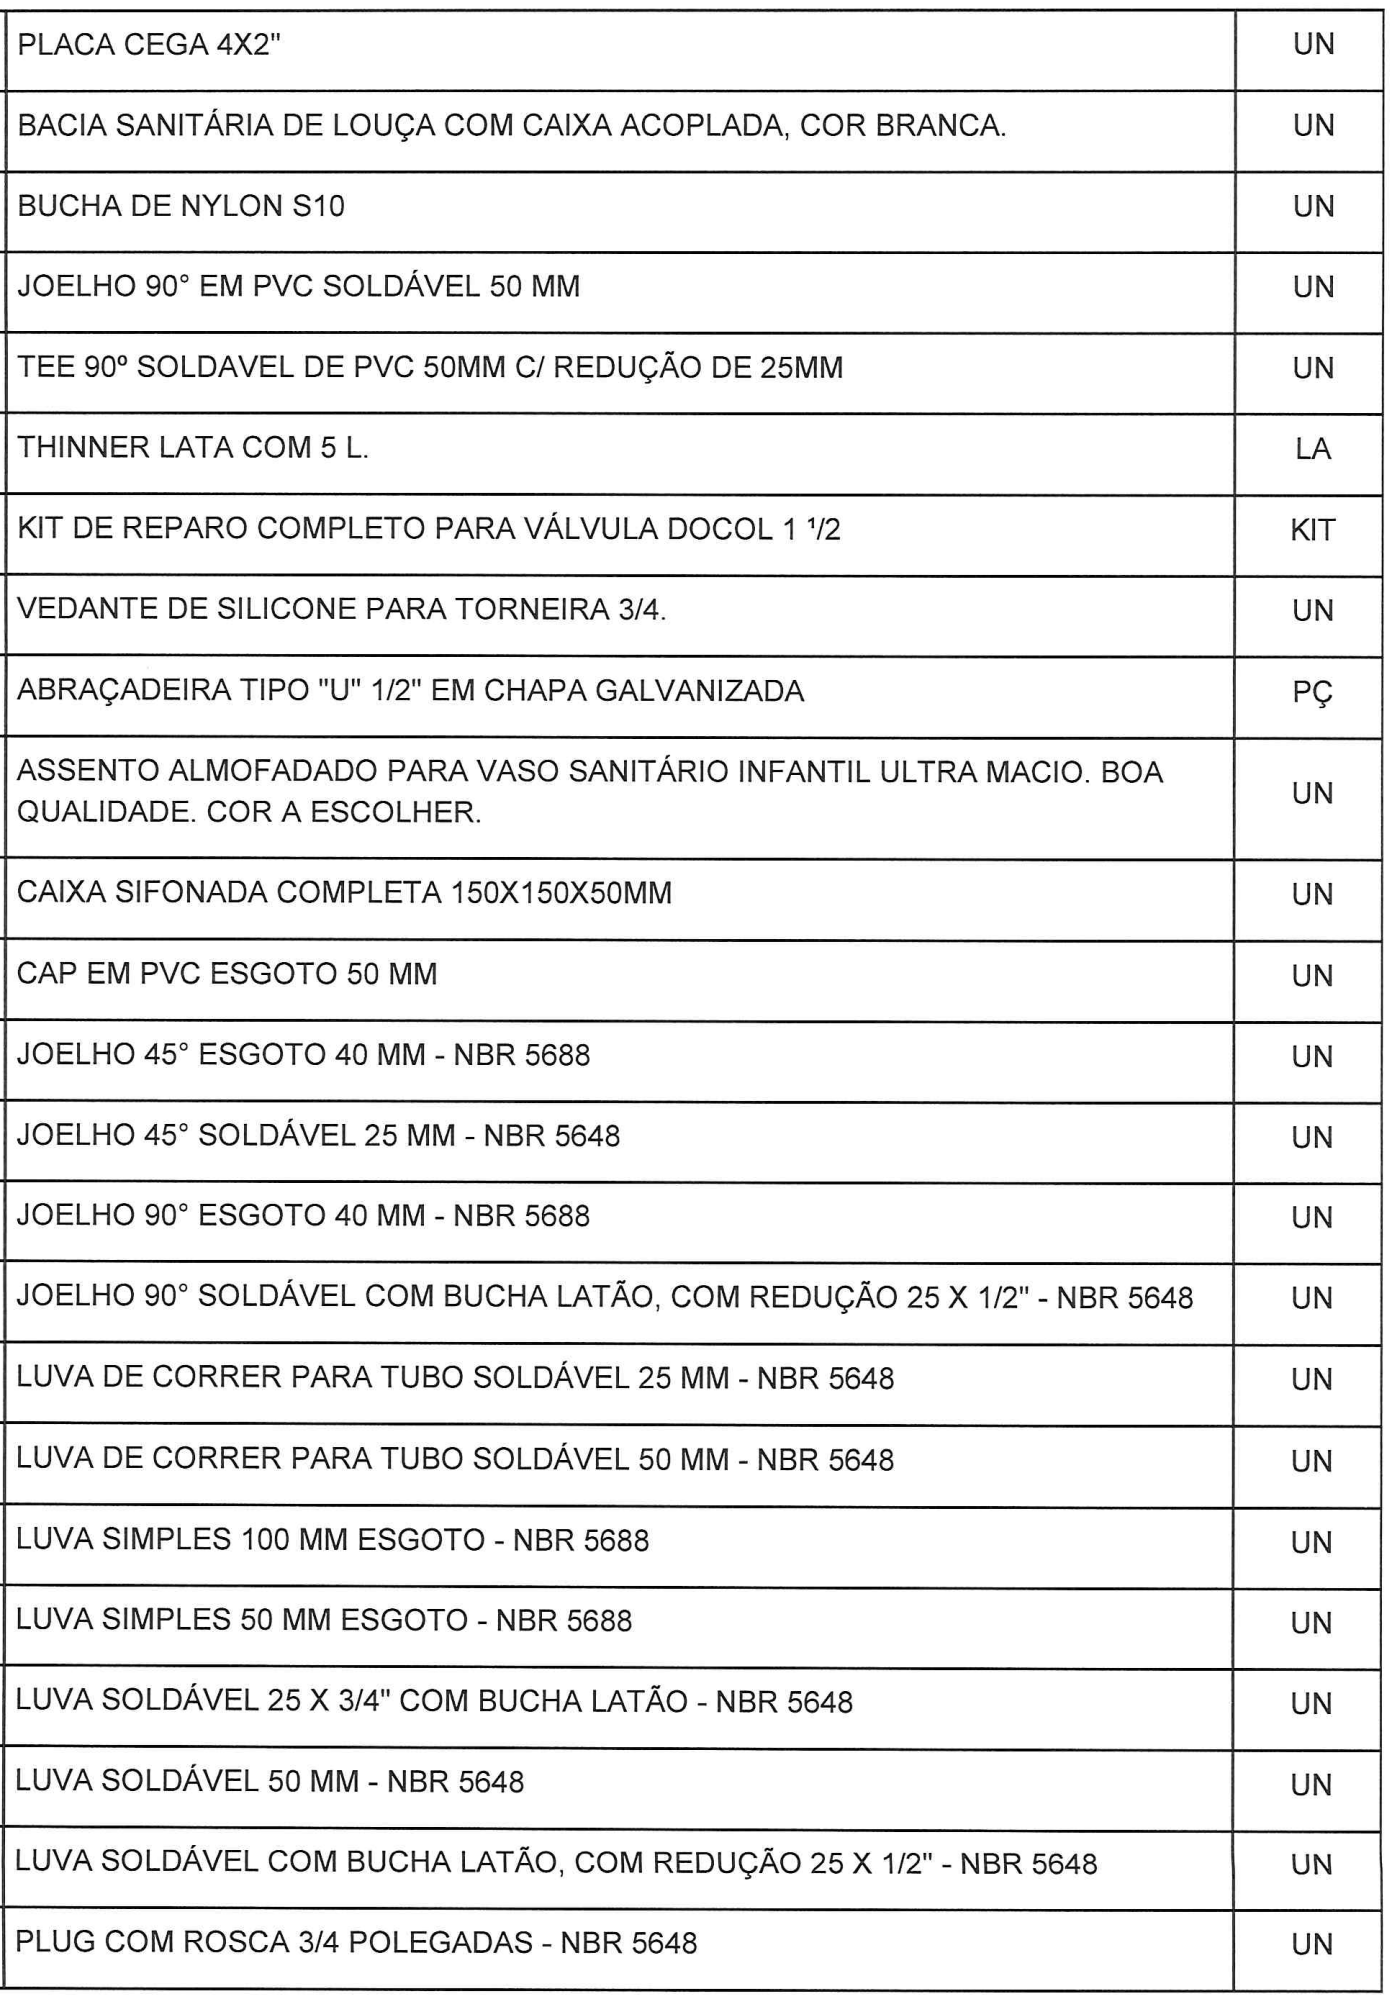 PLACA CEGA 4X2" UN
BACIA SANITÁRIA DE LOUÇA COM CAIXA ACOPLADA, COR BRANCA. UN
BUCHA DE NYLON S10 UN
JOELHO 90° EM PVC SOLDÁVEL 50 MM UN
TEE 90º SOLDAVEL DE PVC 50MM C/ REDUÇÃO DE 25MM UN
THINNER LATA COM 5 L. LA
KIT DE REPARO COMPLETO PARA VÁLVULA DOCOL 1 ¹/2 KIT
VEDANTE DE SILICONE PARA TORNEIRA 3/4. UN
ABRAÇADEIRA TIPO "U" 1/2" EM CHAPA GALVANIZADA PÇ
ASSENTO ALMOFADADO PARA VASO SANITÁRIO INFANTIL ULTRA MACIO. BOA
QUALIDADE. COR A ESCOLHER. UN
CAIXA SIFONADA COMPLETA 150X150X50MM UN
CAP EM PVC ESGOTO 50 MM UN
JOELHO 45° ESGOTO 40 MM - NBR 5688 UN
JOELHO 45° SOLDÁVEL 25 MM - NBR 5648 UN
JOELHO 90° ESGOTO 40 MM - NBR 5688 UN
JOELHO 90° SOLDÁVEL COM BUCHA LATÃO, COM REDUÇÃO 25 X 1/2" - NBR 5648 UN
LUVA DE CORRER PARA TUBO SOLDÁVEL 25 MM - NBR 5648 UN
LUVA DE CORRER PARA TUBO SOLDÁVEL 50 MM - NBR 5648 UN
LUVA SIMPLES 100 MM ESGOTO - NBR 5688 UN
LUVA SIMPLES 50 MM ESGOTO - NBR 5688 UN
LUVA SOLDÁVEL 25 X 3/4" COM BUCHA LATÃO - NBR 5648 UN
LUVA SOLDÁVEL 50 MM - NBR 5648 UN
LUVA SOLDÁVEL COM BUCHA LATÃO, COM REDUÇÃO 25 X 1/2" - NBR 5648 UN
PLUG COM ROSCA 3/4 POLEGADAS - NBR 5648 UN